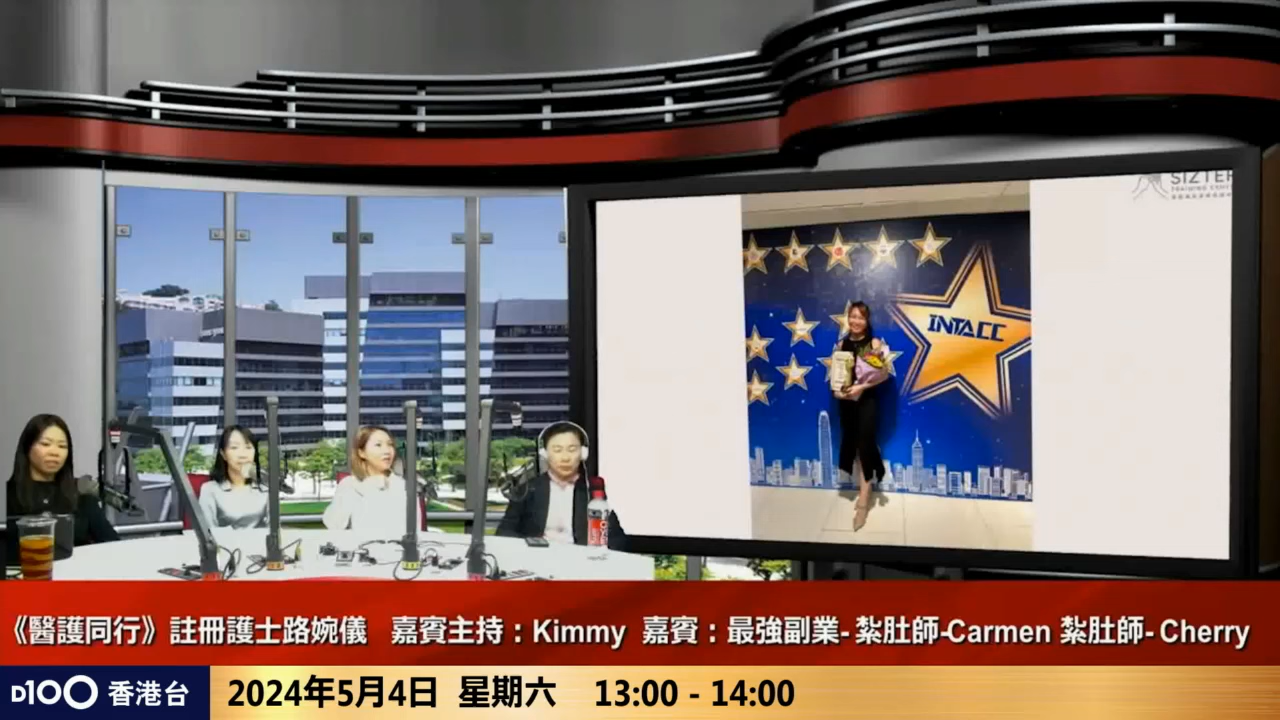 SIZTER
INTACC
《醫護同行》註冊護士路婉儀 嘉賓主持：Kimmy 嘉賓：最強副業-紮肚師-Carmen 紮肚師-Cherry
D100 香港台 2024年5月4日 星期六 13:00 - 14:00